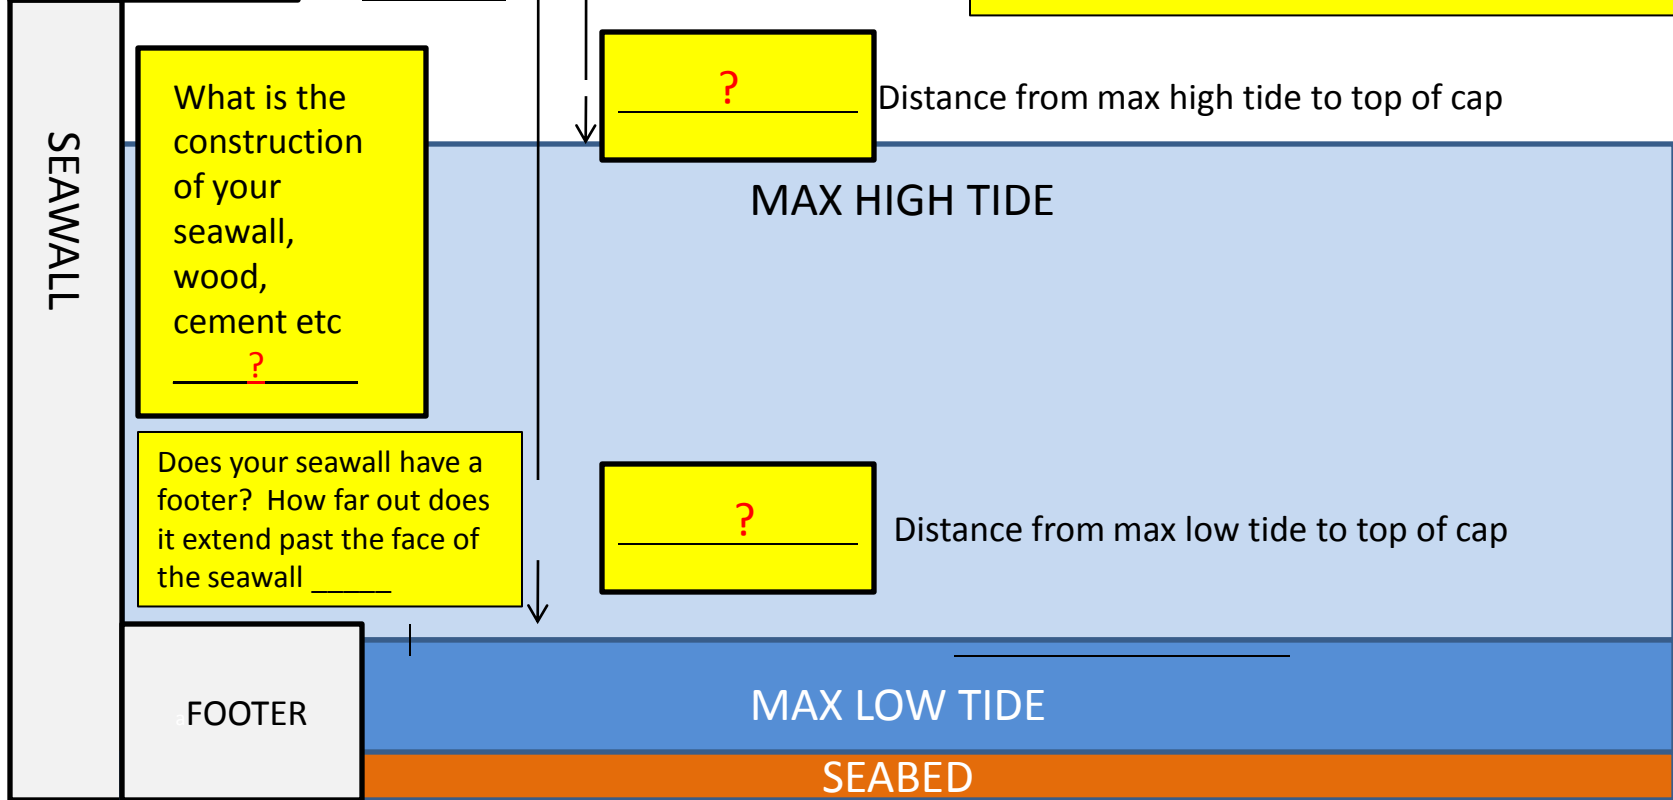 SEAWALL
What is the
construction
of your
seawall,
wood,
cement etc
?
? Distance from max high tide to top of cap
MAX HIGH TIDE
Does your seawall have a
footer? How far out does
it extend past the face of
the seawall _____
? Distance from max low tide to top of cap
aFOOTER
MAX LOW TIDE
SEABED